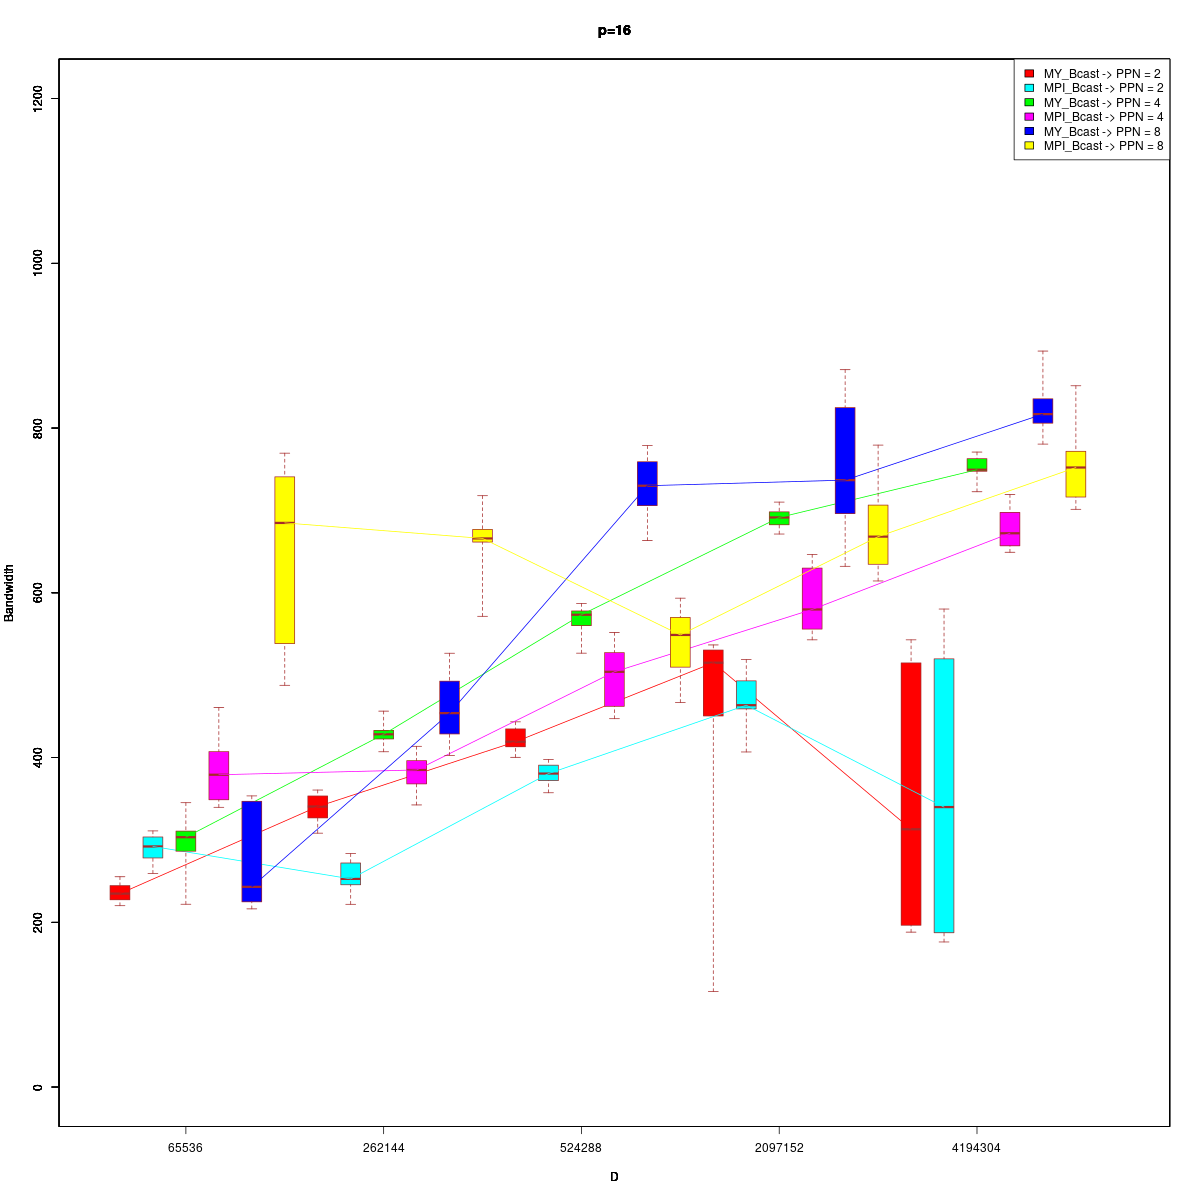 p=16
MY_Bcast -> PPN = 2
MPI_Bcast -> PPN = 2
MY_Bcast -> PPN = 4
MPI_Bcast -> PPN = 4
MY_Bcast -> PPN = 8
MPI_Bcast -> PPN = 8
1200
1000
800
600
400
200
0
Bandwidth
65536 262144 524288 2097152 4194304
D